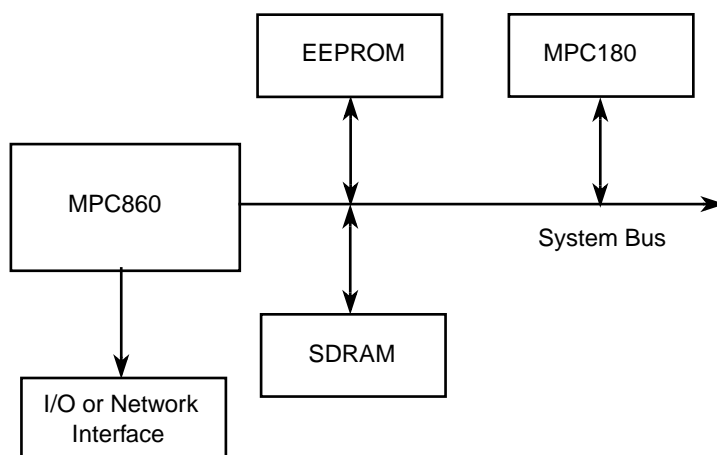 EEPROM
MPC180
MPC860
System Bus
SDRAM
I/O or Network
Interface